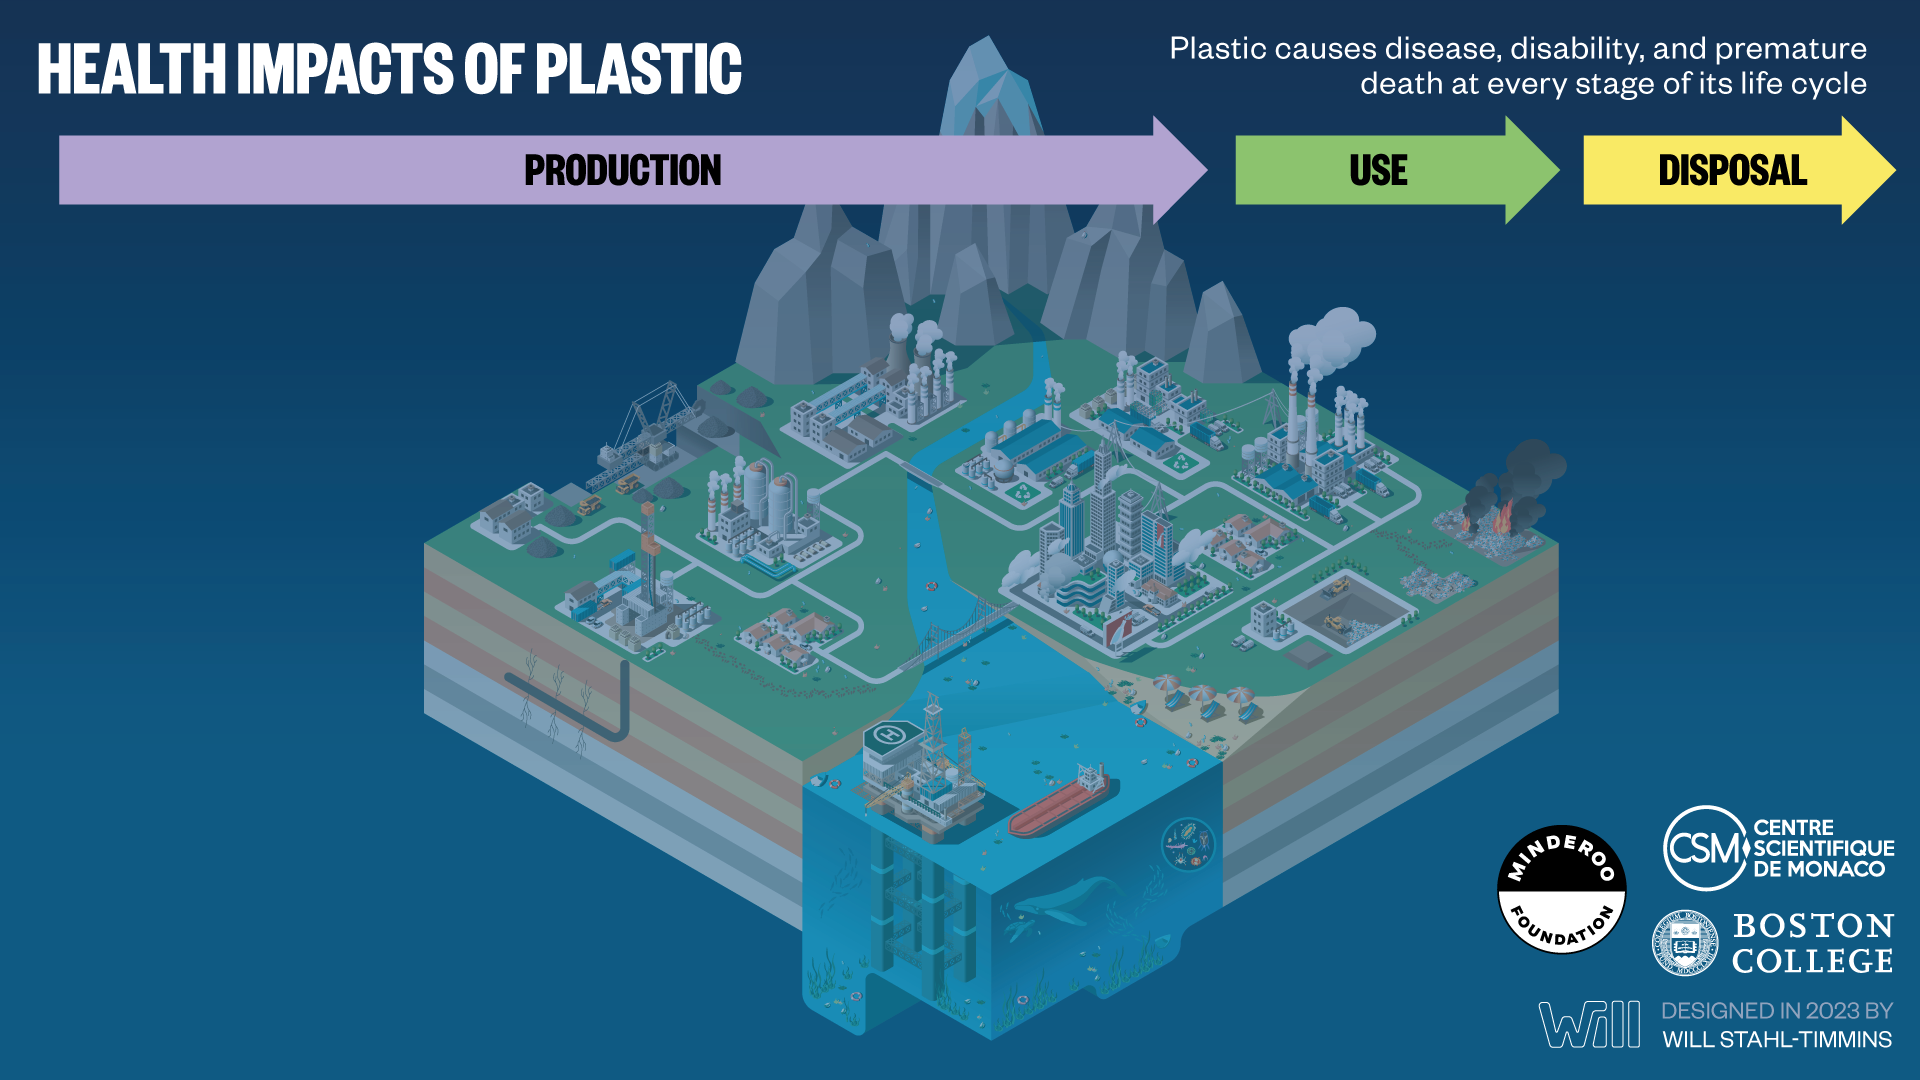 HEALTH IMPACTS OF PLASTIC
Plastic causes disease, disability, and premature
death at every stage of its life cycle
PRODUCTION
USE
DISPOSAL
H
MINDEROO
FOUNDATION
CSM
CENTRE
SCIENTIFIQUE
DE MONACO
BOSTON
COLLEGE
Will
DESIGNED IN 2023 BY
WILL STAHL-TIMMINS